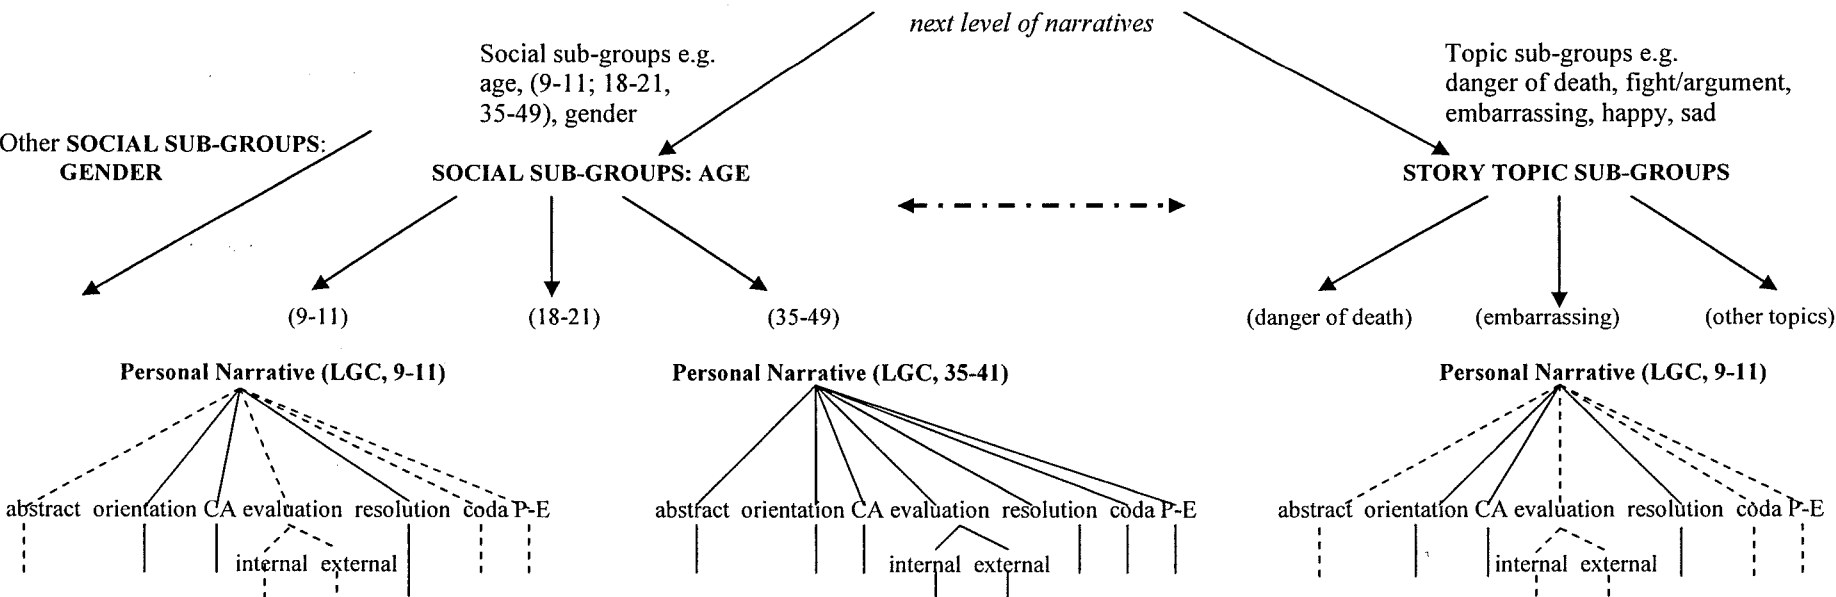 next level of narratives
Social sub-groups e.g.
age, (9-11; 18-21,
35-49), gender
Topic sub-groups e.g.
danger of death, fight/argument,
embarrassing, happy, sad
Other SOCIAL SUB-GROUPS:
GENDER
SOCIAL SUB-GROUPS: AGE
STORY TOPIC SUB-GROUPS
(9-11) (18-21) (35-49) (danger of death) (embarrassing) (other topics)
Personal Narrative (LGC, 9-11) Personal Narrative (LGC, 35-41) Personal Narrative (LGC, 9-11)
abstract orientation CA evaluation resolution coda P-E abstract orientation CA evaluation resolution coda P-E abstract orientation CA evaluation resolution coda P-E
internal external internal external internal external